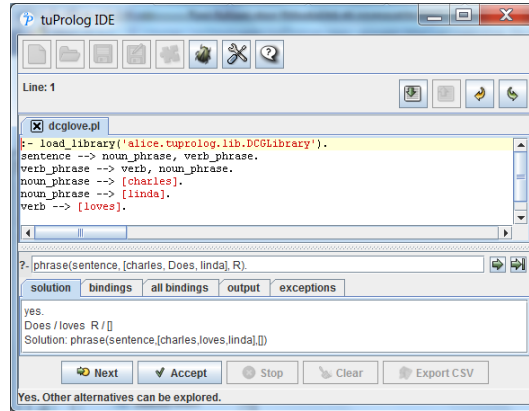 tuProlog IDE
Line: 1
dcglove.pl
:- load_library('alice.tuprolog.lib.DCGLibrary').
sentence --> noun_phrase, verb_phrase.
verb_phrase --> verb, noun_phrase.
noun_phrase --> [charles].
noun_phrase --> [linda].
verb --> [loves].
?- phrase(sentence, [charles, Does, linda], R).
solution bindings all bindings output exceptions
yes.
Does / loves R / []
Solution: phrase(sentence,[charles,loves,linda],[])
Next Accept Stop Clear Export CSV
Yes. Other alternatives can be explored.